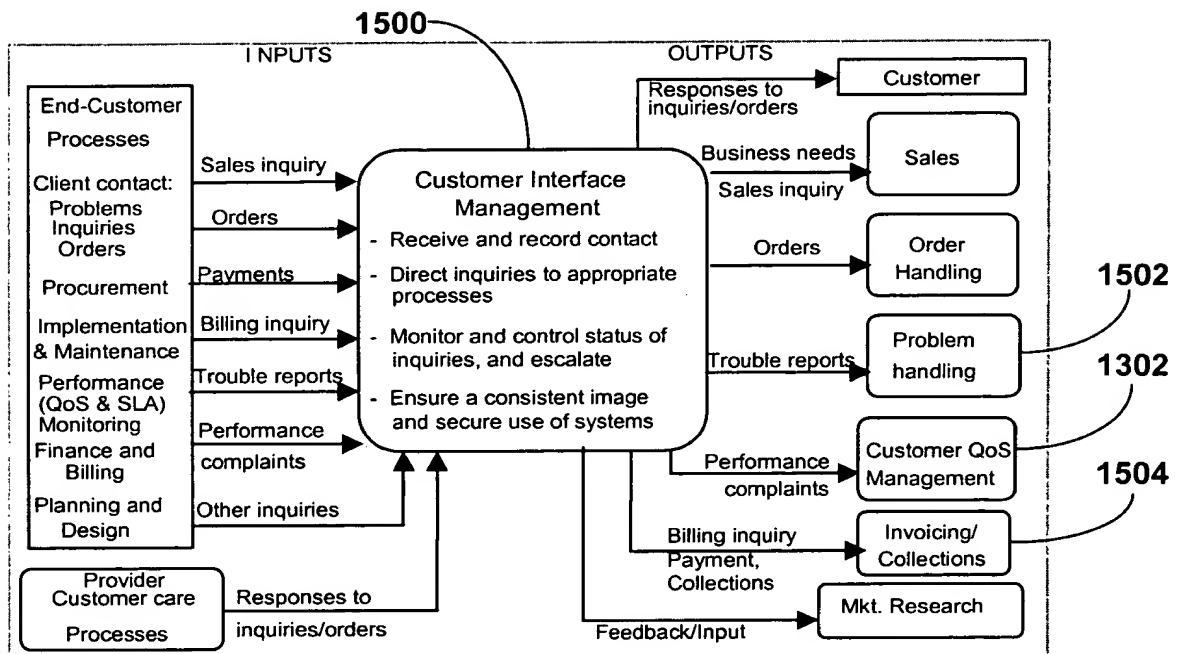 1500
INPUTS
OUTPUTS
End-Customer
Processes
Client contact:
Problems
Inquiries
Orders
Procurement
Implementation
& Maintenance
Performance
(QoS & SLA)
Monitoring
Finance and
Billing
Planning and
Design
Provider
Customer care
Processes
Sales inquiry
Orders
Payments
Billing inquiry
Trouble reports
Performance
complaints
Other inquiries
Responses to
inquiries/orders
Customer Interface
Management
- Receive and record contact
- Direct inquiries to appropriate
processes
- Monitor and control status of
inquiries, and escalate
- Ensure a consistent image
and secure use of systems
Responses to
inquiries/orders
Customer
Business needs
Sales inquiry
Sales
Orders
Order
Handling
Trouble reports
Problem
handling
1502
Performance
complaints
Customer QoS
Management
1302
Billing inquiry
Payment,
Collections
Invoicing/
Collections
1504
Feedback/Input
Mkt. Research